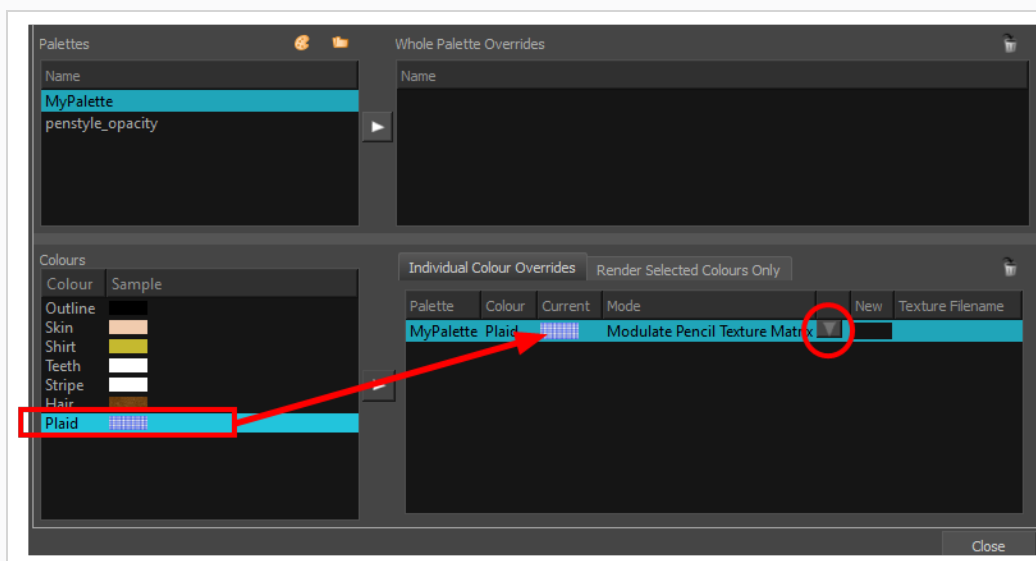 Palettes
Whole Palette Overrides
Name
Name
MyPalette
penstyle_opacity
Colours
Individual Colour Overrides
Render Selected Colours Only
Colour Sample
Palette Colour Current Mode New Texture Filename
Outline
MyPalette Plaid Modulate Pencil Texture Matrix
Skin
Shirt
Teeth
Stripe
Hair
Plaid
Close